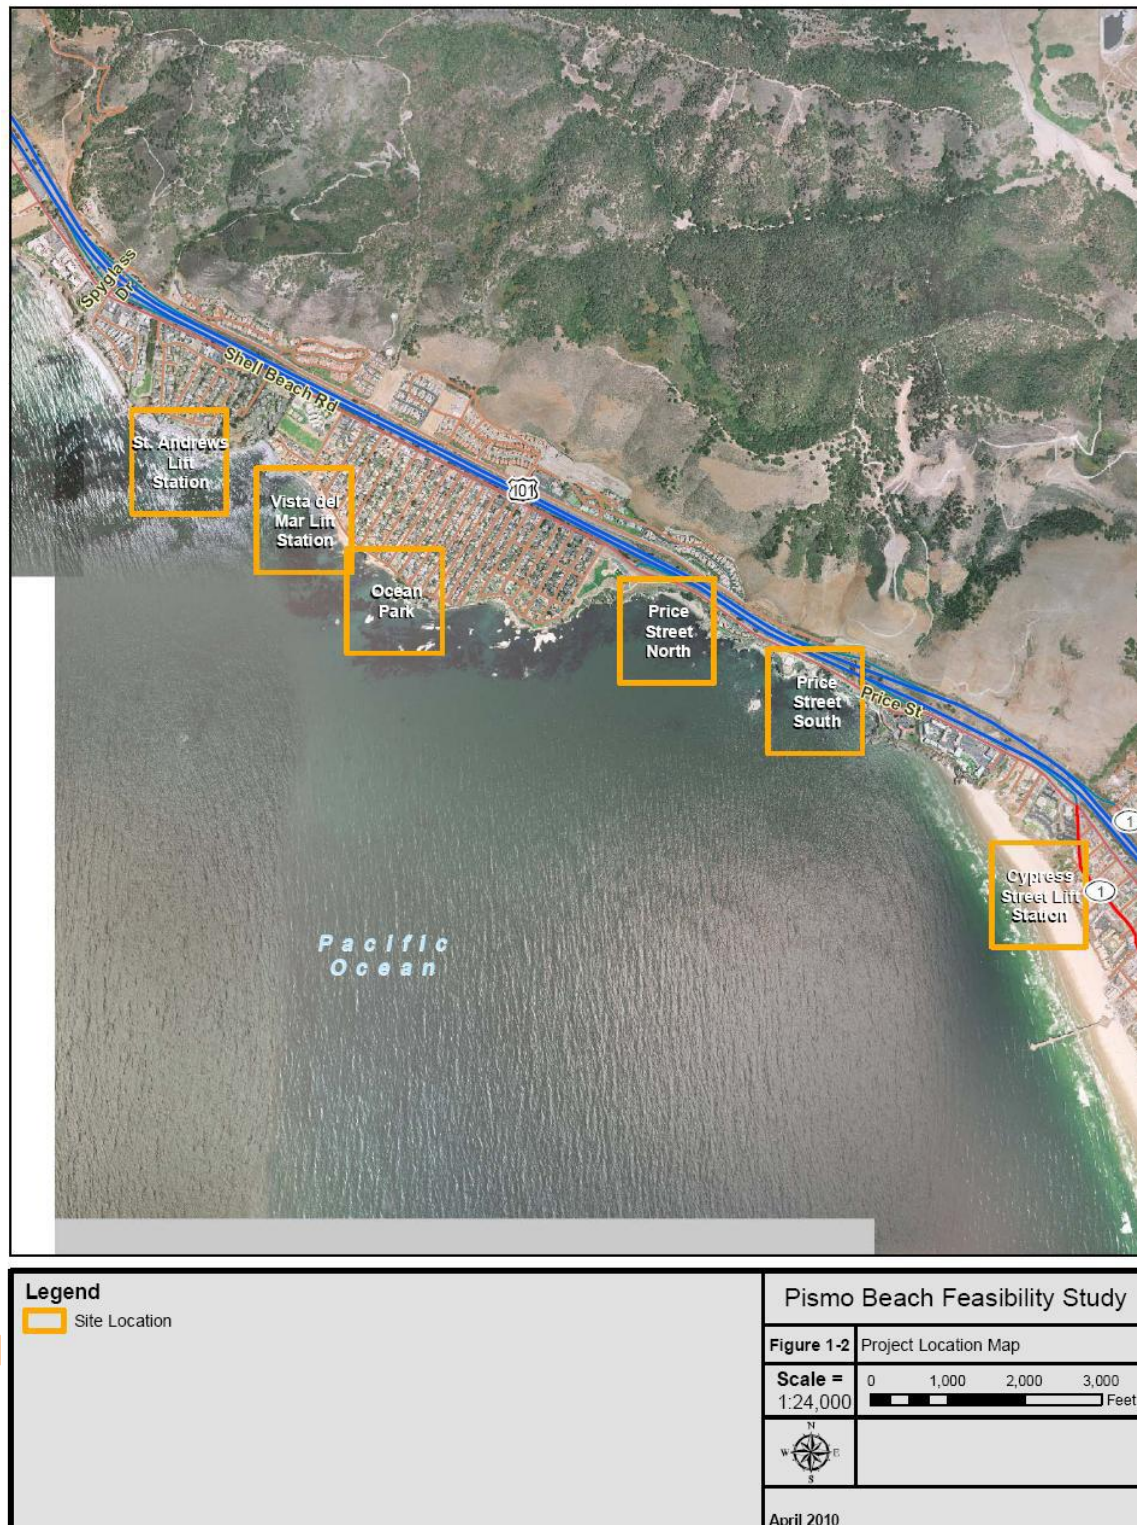 Spyglass
Dr
Shell Beach Rd
101
St. Andrews
Lift
Station
Vista del
Mar Lift
Station
Ocean
Park
Price
Street
North
Price
Street
South
Price St
1
Cypress
Street Lift
Station
1
Pacific
Ocean
Legend
Site Location
Pismo Beach Feasibility Study
Figure 1-2 Project Location Map
Scale =
1:24,000
0 1,000 2,000 3,000
Feet
N
W E
S
April 2010